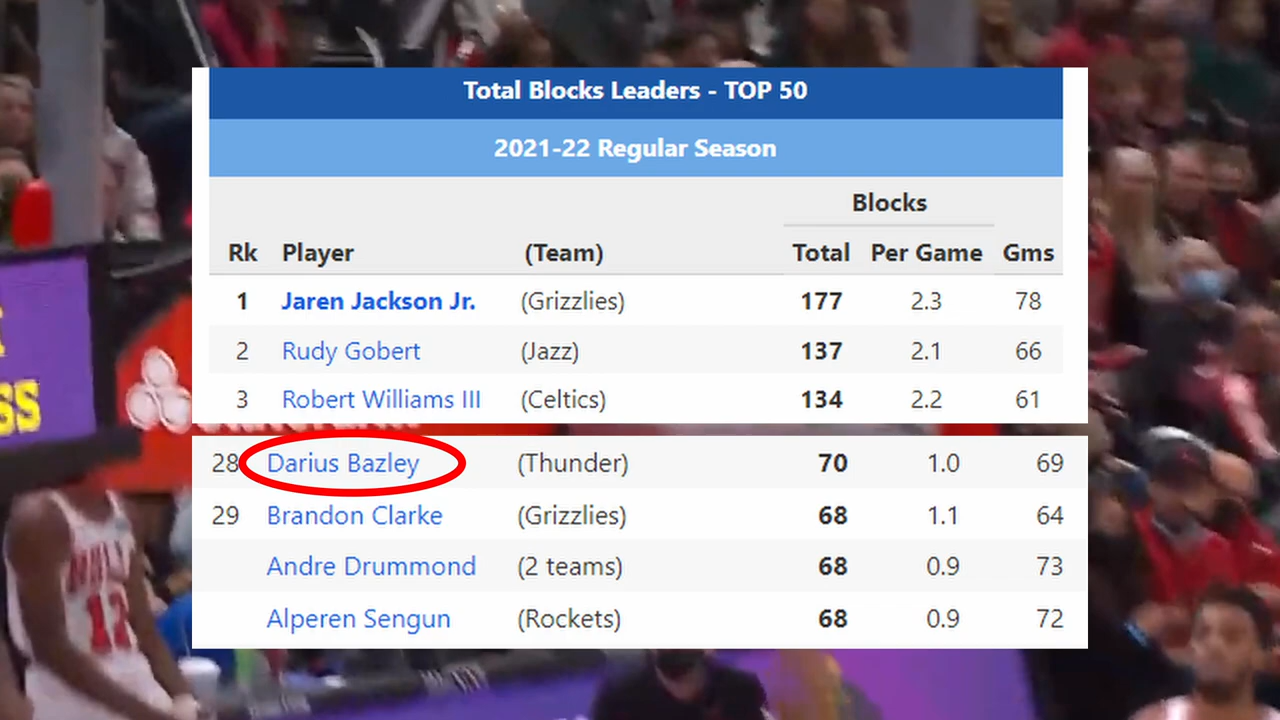 Total Blocks Leaders - TOP 50
2021-22 Regular Season
Blocks
Rk Player (Team) Total Per Game Gms
1 Jaren Jackson Jr. (Grizzlies) 177 2.3 78
2 Rudy Gobert (Jazz) 137 2.1 66
3 Robert Williams III (Celtics) 134 2.2 61
28 Darius Bazley (Thunder) 70 1.0 69
29 Brandon Clarke (Grizzlies) 68 1.1 64
Andre Drummond (2 teams) 68 0.9 73
Alperen Sengun (Rockets) 68 0.9 72
SS
12